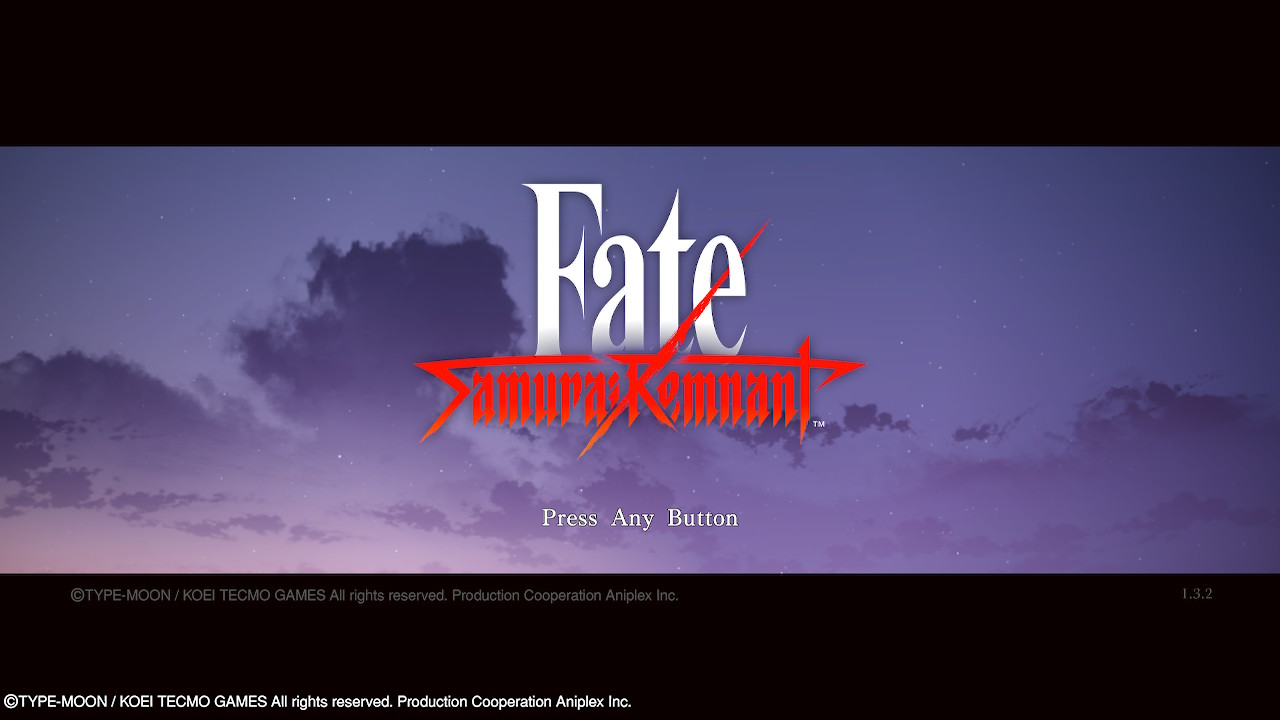 Fate
Samurai Remnant™
Press Any Button
©TYPE-MOON / KOEI TECMO GAMES All rights reserved. Production Cooperation Aniplex Inc.
1.3.2
©TYPE-MOON / KOEI TECMO GAMES All rights reserved. Production Cooperation Aniplex Inc.